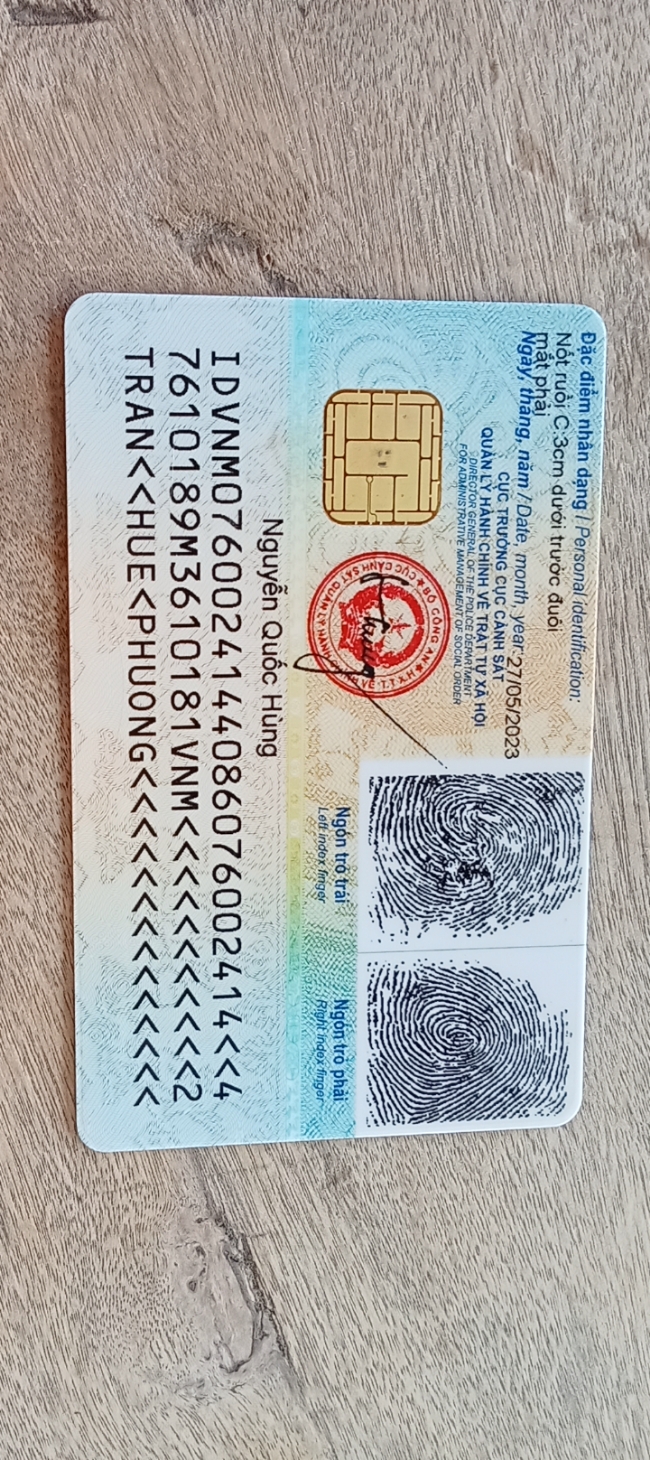 Đặc điểm nhân dạng / Personal identification:
Nốt ruồi C:3cm dưới trước đuôi
mắt phải
Ngày, tháng, năm / Date, month, year: 27/05/2023
CỤC TRƯỞNG CỤC CẢNH SÁT
QUẢN LÝ HÀNH CHÍNH VỀ TRẬT TỰ XÃ HỘI
DIRECTOR GENERAL OF THE POLICE DEPARTMENT
FOR ADMINISTRATIVE MANAGEMENT OF SOCIAL ORDER
BỘ CÔNG AN
Nguyễn Quốc Hùng
Ngón trỏ trái
Left index finger
Ngón trỏ phải
Right index finger
IDVNM0760024144086076002414<<4
7610189M3610181VNM<<<<<<<<<<<2
TRAN<<HUE<PHUONG<<<<<<<<<<<<<<